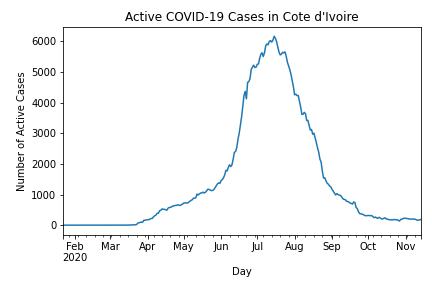 Active COVID-19 Cases in Cote d'Ivoire
Number of Active Cases
6000
5000
4000
3000
2000
1000
0
Feb Mar Apr May Jun Jul Aug Sep Oct Nov
2020
Day